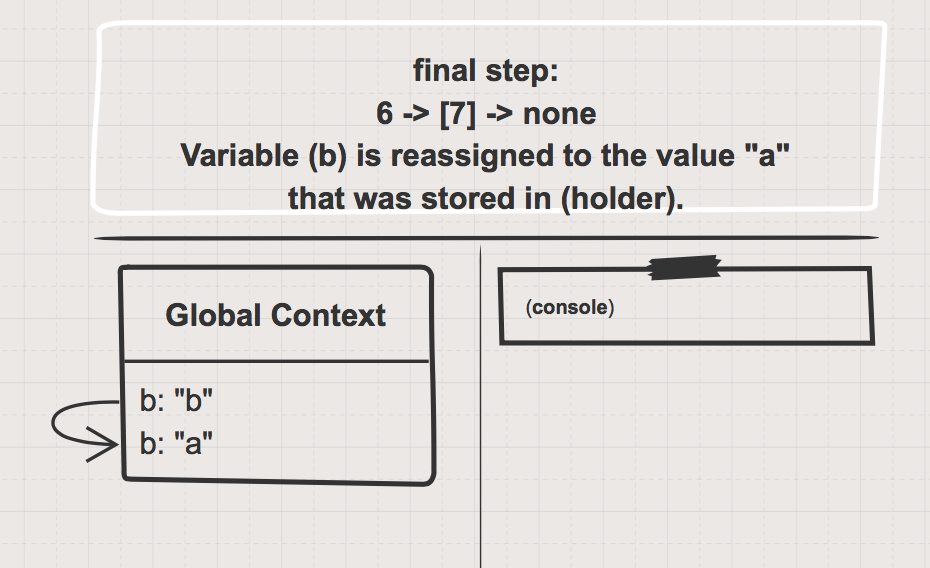 final step:
6 -> [7] -> none
Variable (b) is reassigned to the value "a"
that was stored in (holder).
Global Context
b: "b"
b: "a"
(console)